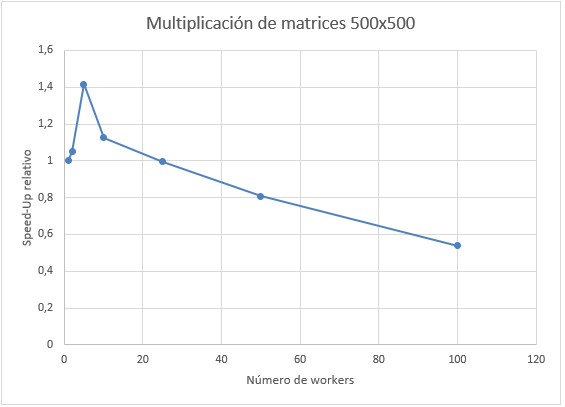 Multiplicación de matrices 500x500
1,6
1,4
1,2
1
0,8
0,6
0,4
0,2
0
Speed-Up relativo
0 20 40 60 80 100 120
Número de workers